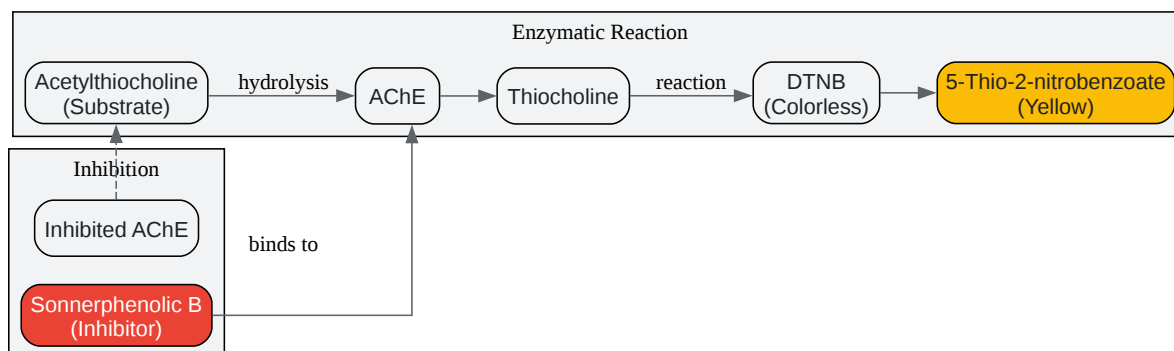 Enzymatic Reaction
Acetylthiocholine
(Substrate)
hydrolysis
AChE
Thiocholine
reaction
DTNB
(Colorless)
5-Thio-2-nitrobenzoate
(Yellow)
Inhibition
Inhibited AChE
binds to
Sonnerphenolic B
(Inhibitor)